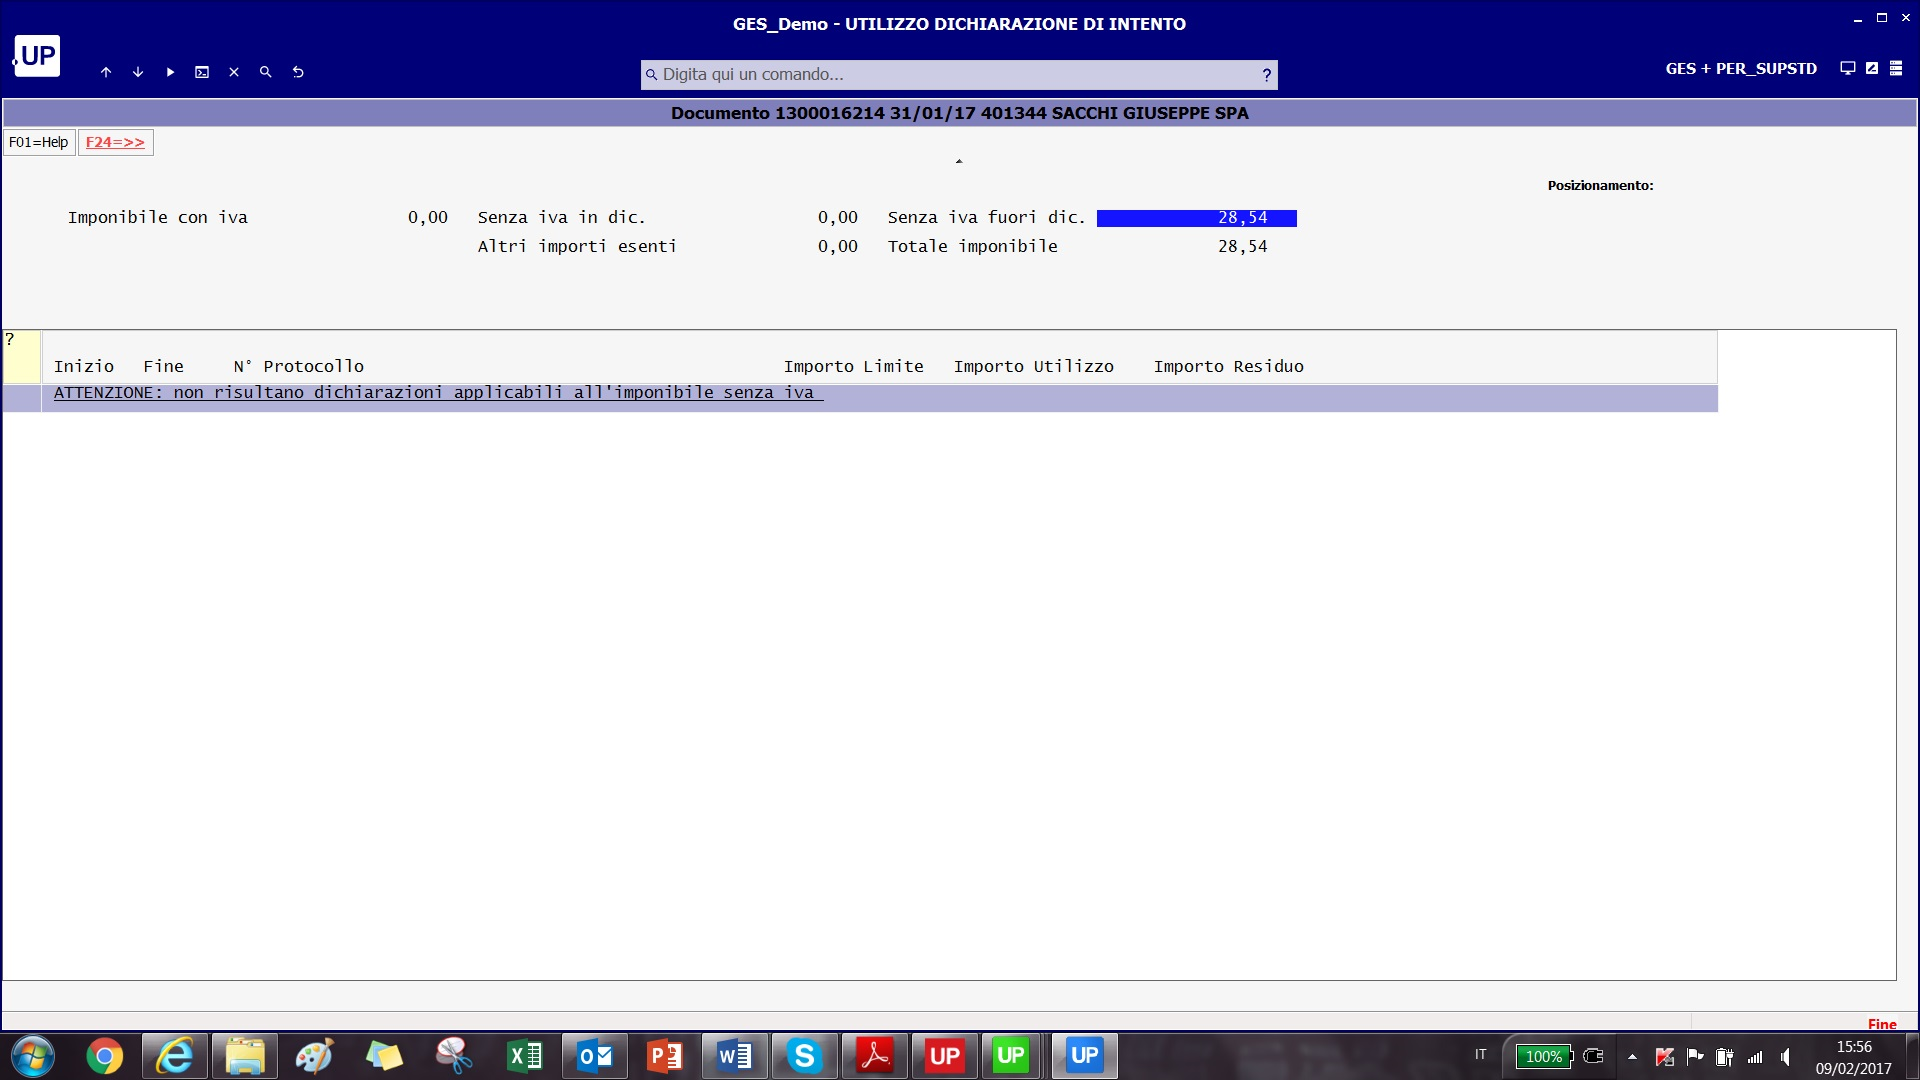 GES_Demo - UTILIZZO DICHIARAZIONE DI INTENTO
UP
Digita qui un comando... ?
GES + PER_SUPSTD
Documento 1300016214 31/01/17 401344 SACCHI GIUSEPPE SPA
F01=Help F24=>>
Posizionamento:
Imponibile con iva 0,00 Senza iva in dic. 0,00 Senza iva fuori dic. 28,54
Altri importi esenti 0,00 Totale imponibile 28,54
?
Inizio Fine N° Protocollo Importo Limite Importo Utilizzo Importo Residuo
ATTENZIONE: non risultano dichiarazioni applicabili all'imponibile senza iva
Fine
UP UP UP
IT 100% 15:56
09/02/2017